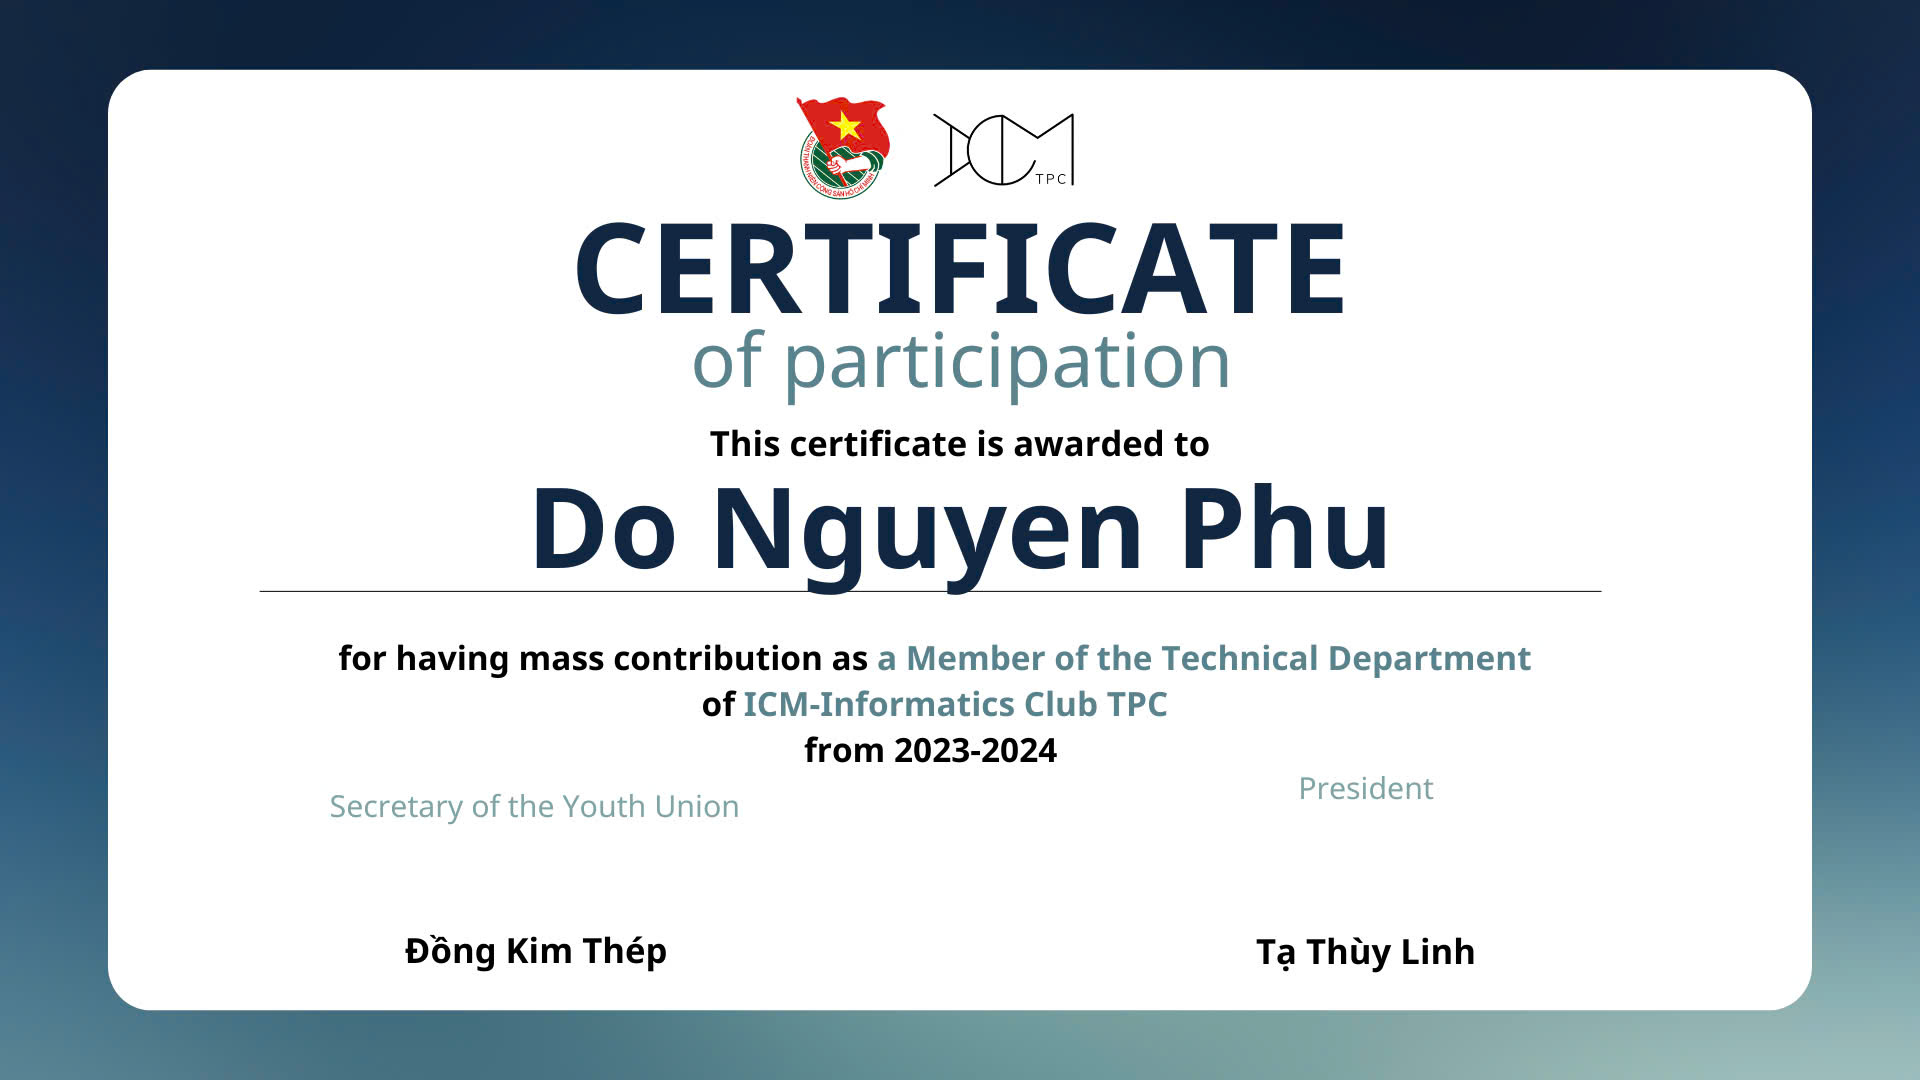 ĐOÀN THANH NIÊN CỘNG SẢN HỒ CHÍ MINH
ICM
TPC
CERTIFICATE
of participation
This certificate is awarded to
Do Nguyen Phu
for having mass contribution as a Member of the Technical Department
of ICM-Informatics Club TPC
from 2023-2024
Secretary of the Youth Union
President
Đồng Kim Thép
Tạ Thùy Linh